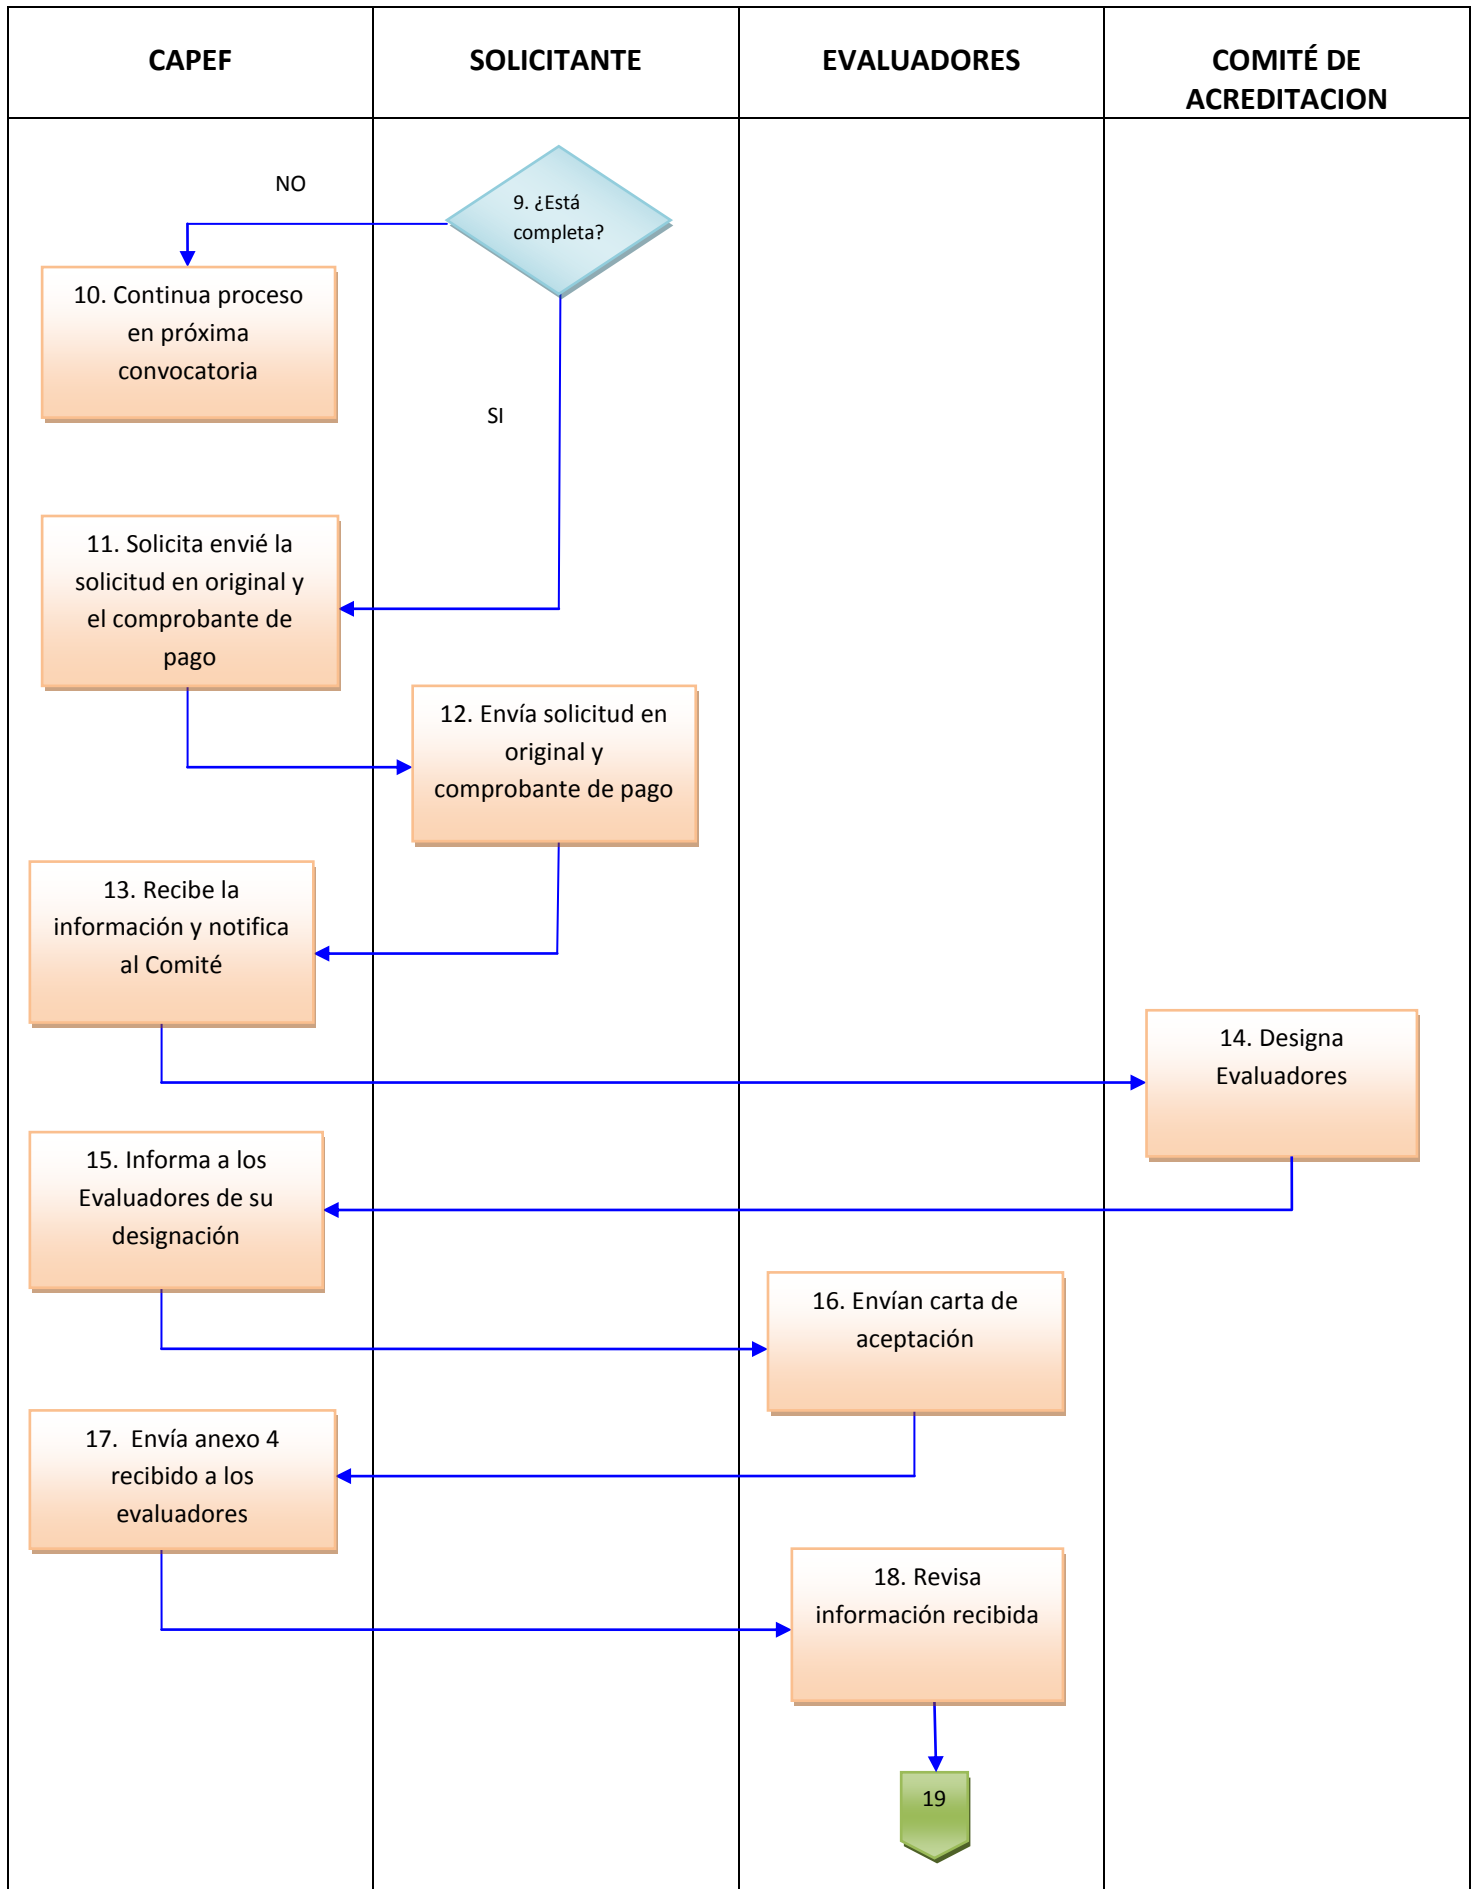 CAPEF
SOLICITANTE
EVALUADORES
COMITÉ DE
ACREDITACION
NO
9. ¿Está
completa?
10. Continua proceso
en próxima
convocatoria
SI
11. Solicita envié la
solicitud en original y
el comprobante de
pago
12. Envía solicitud en
original y
comprobante de pago
13. Recibe la
información y notifica
al Comité
14. Designa
Evaluadores
15. Informa a los
Evaluadores de su
designación
16. Envían carta de
aceptación
17. Envía anexo 4
recibido a los
evaluadores
18. Revisa
información recibida
19